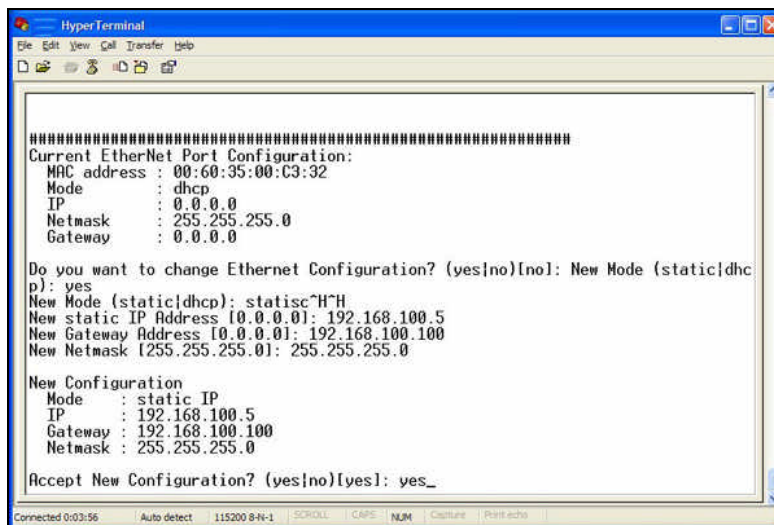 HyperTerminal
File Edit View Call Transfer Help
################################################################
Current EtherNet Port Configuration:
MAC address : 00:60:35:00:C3:32
Mode : dhcp
IP : 0.0.0.0
Netmask : 255.255.255.0
Gateway : 0.0.0.0
Do you want to change Ethernet Configuration? (yes|no)[no]: New Mode (static|dhc
p): yes
New Mode (static|dhcp): statisc^H^H
New static IP Address [0.0.0.0]: 192.168.100.5
New Gateway Address [0.0.0.0]: 192.168.100.100
New Netmask [255.255.255.0]: 255.255.255.0
New Configuration
Mode : static IP
IP : 192.168.100.5
Gateway : 192.168.100.100
Netmask : 255.255.255.0
Accept New Configuration? (yes|no)[yes]: yes_
Connected 0:03:56 Auto detect 115200 8-N-1 SCROLL CAPS NUM Capture Print echo